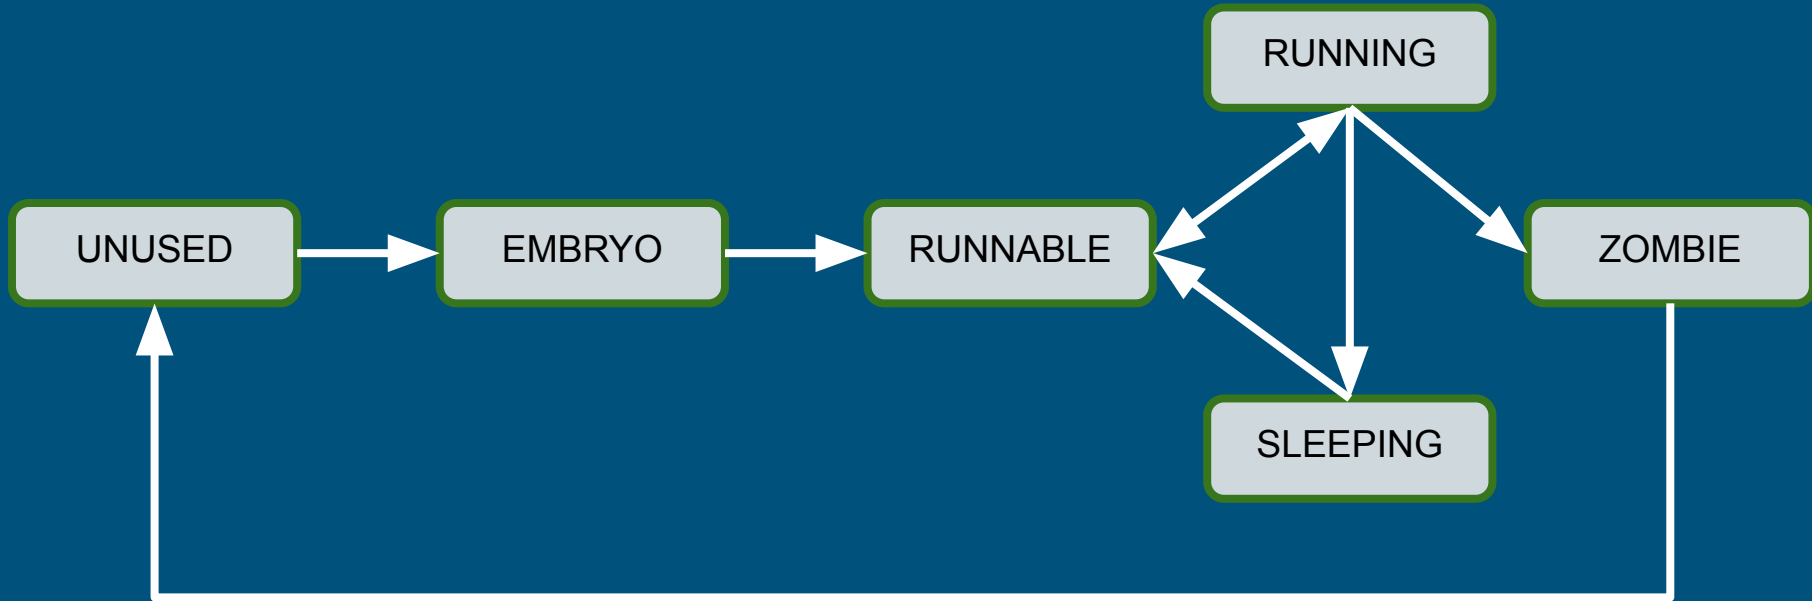 RUNNING
UNUSED
EMBRYO
RUNNABLE
ZOMBIE
SLEEPING